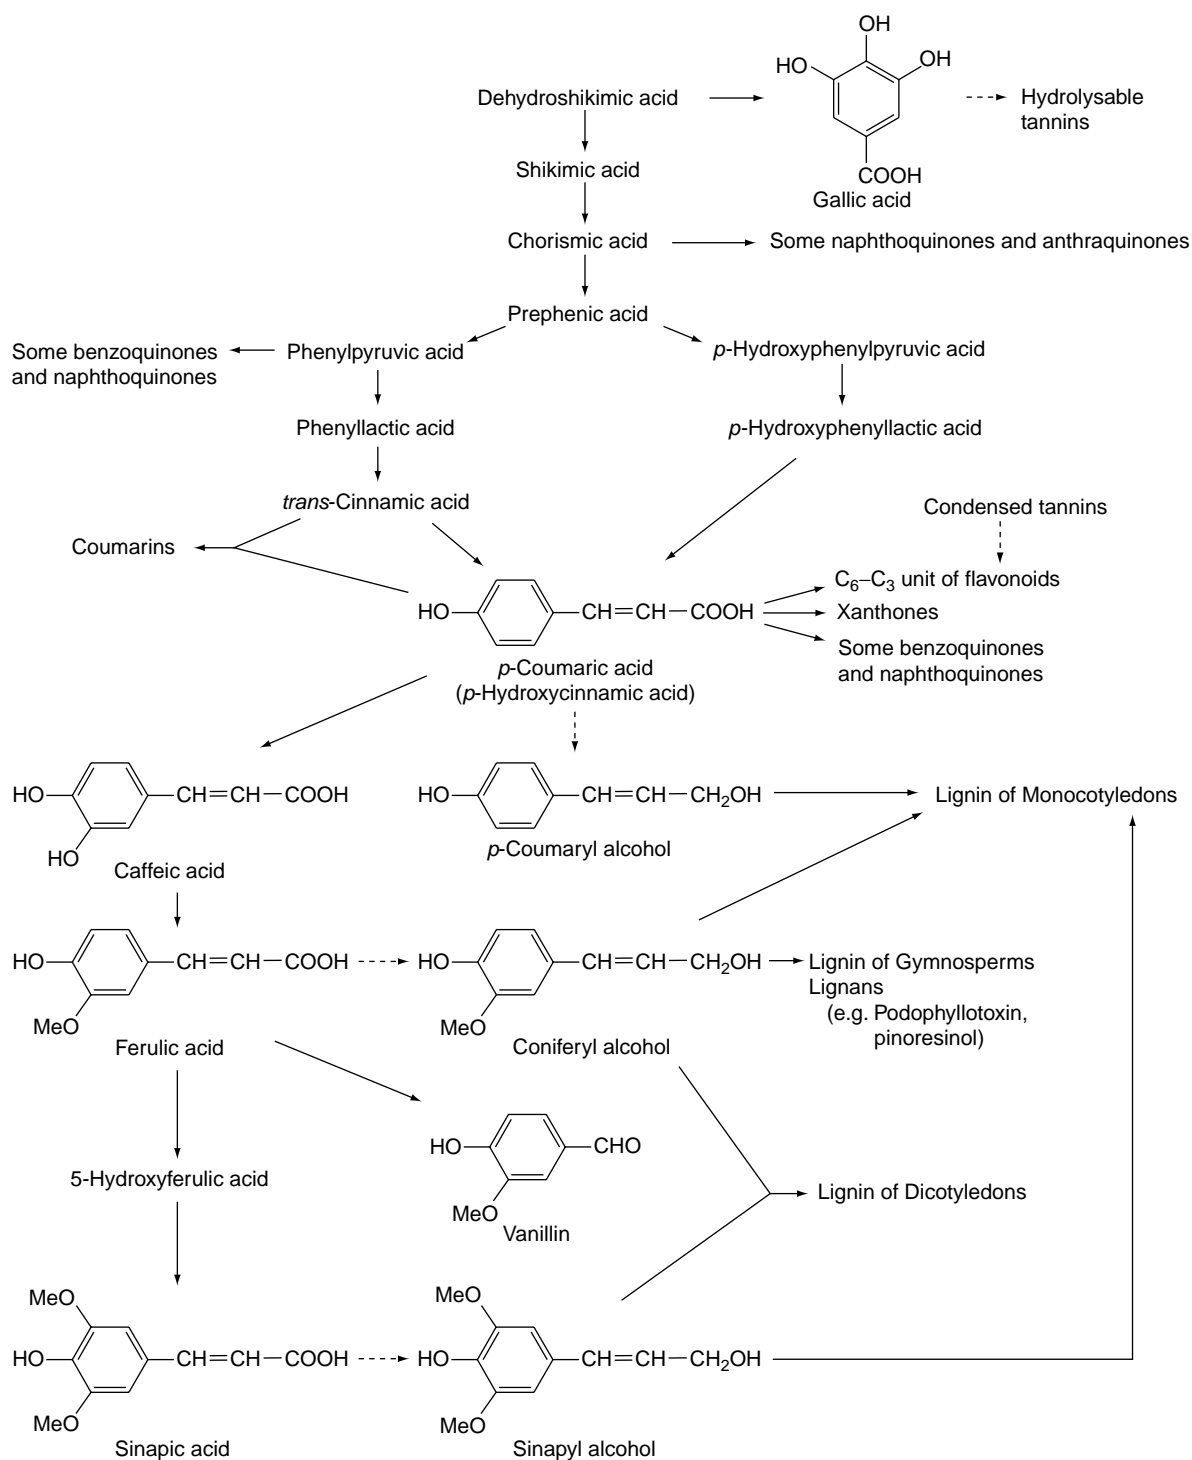 OH
HO
OH
Dehydroshikimic acid
Hydrolysable
tannins
Shikimic acid
COOH
Gallic acid
Chorismic acid
Some naphthoquinones and anthraquinones
Prephenic acid
Some benzoquinones
and naphthoquinones
Phenylpyruvic acid
p-Hydroxyphenylpyruvic acid
Phenyllactic acid
p-Hydroxyphenyllactic acid
trans-Cinnamic acid
Condensed tannins
Coumarins
C6–C3 unit of flavonoids
HO
CH=CH—COOH
Xanthones
Some benzoquinones
and naphthoquinones
p-Coumaric acid
(p-Hydroxycinnamic acid)
HO
CH=CH—COOH
HO
CH=CH—CH2OH
Lignin of Monocotyledons
HO
p-Coumaryl alcohol
Caffeic acid
HO
CH=CH—COOH
HO
CH=CH—CH2OH
Lignin of Gymnosperms
Lignans
(e.g. Podophyllotoxin,
pinoresinol)
MeO
MeO
Ferulic acid
Coniferyl alcohol
HO
CHO
5-Hydroxyferulic acid
MeO
Vanillin
Lignin of Dicotyledons
MeO
MeO
HO
CH=CH—COOH
HO
CH=CH—CH2OH
MeO
MeO
Sinapic acid
Sinapyl alcohol